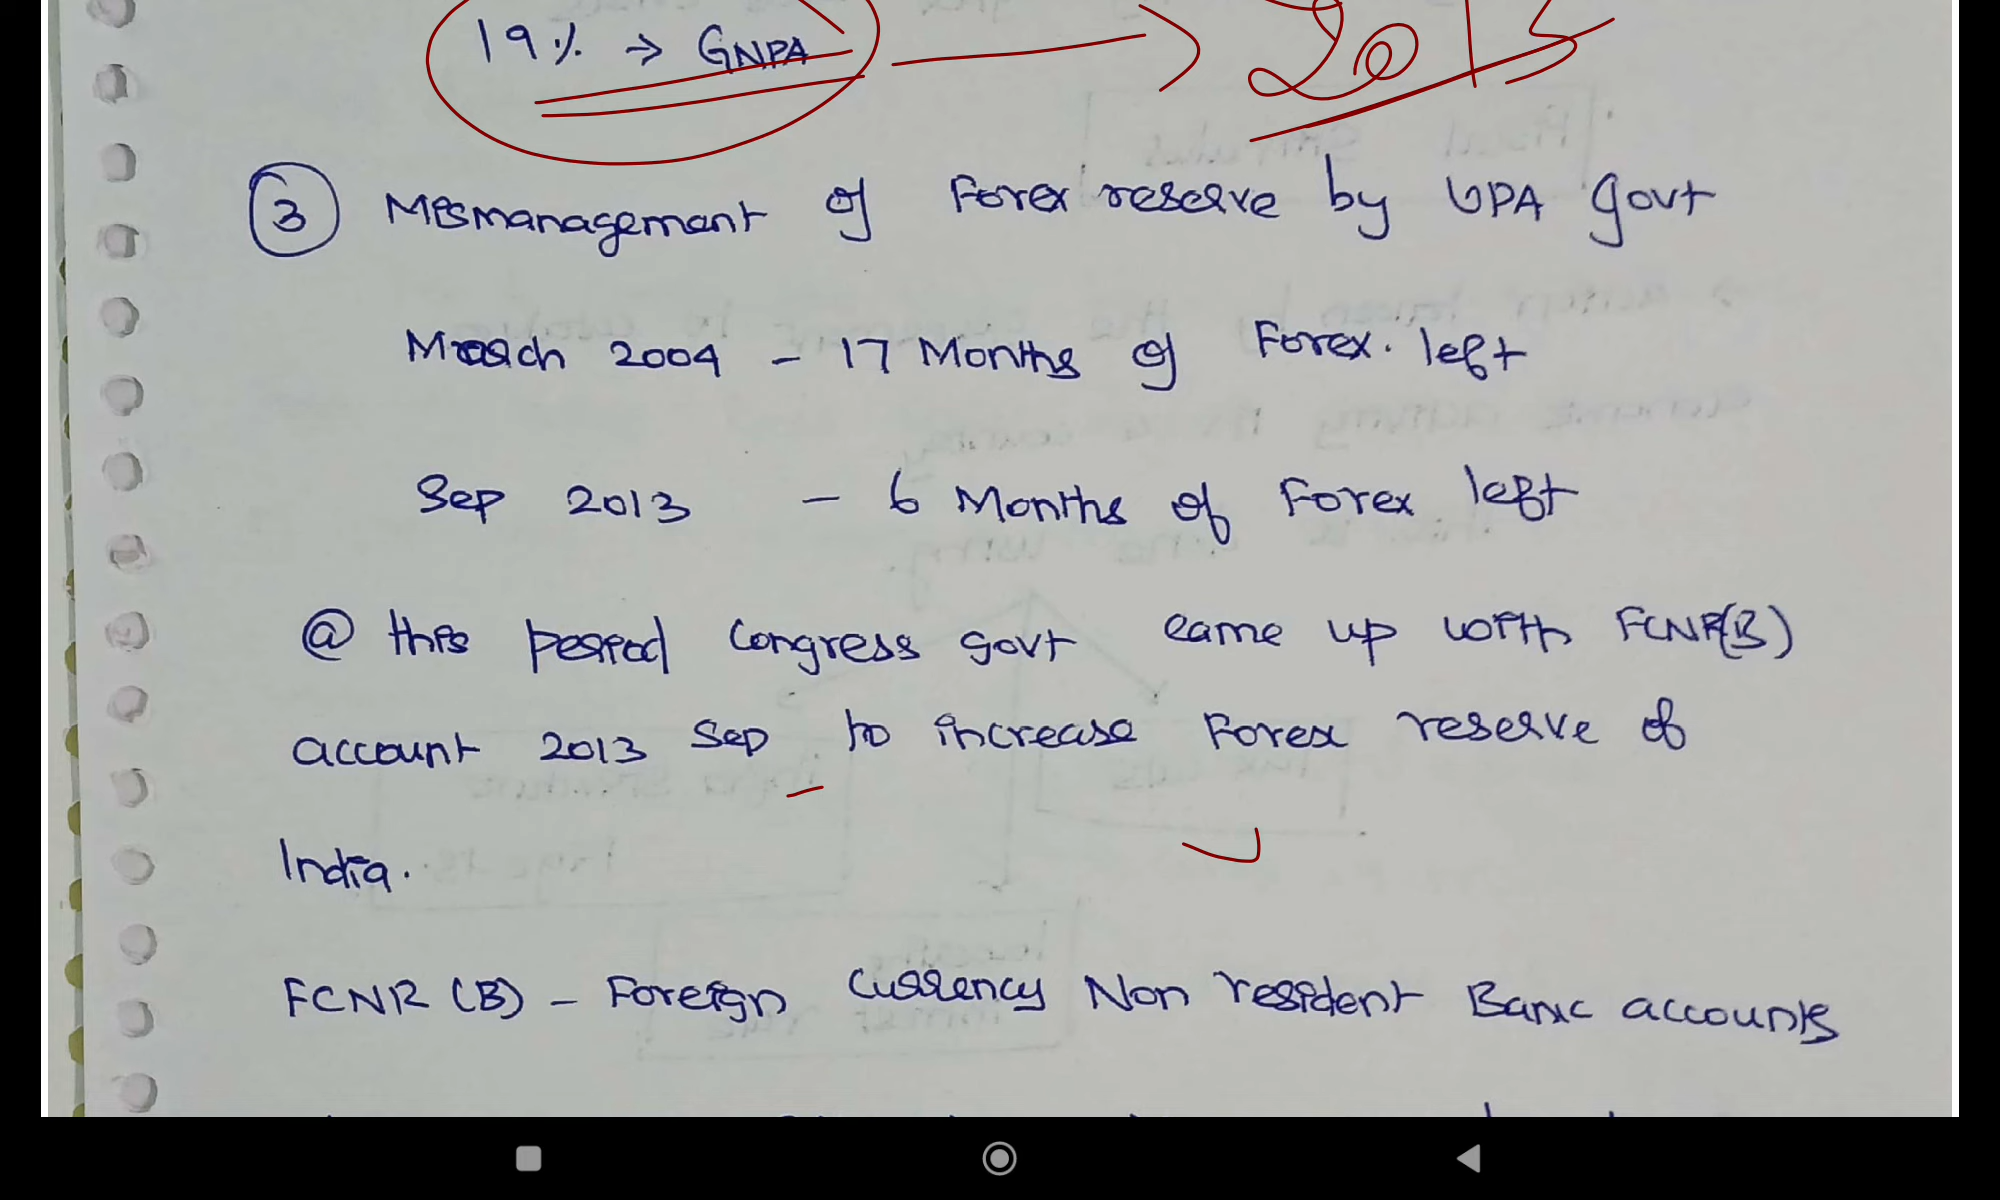 19% → GNPA → 2013
③ Mismanagement of Forex reserve by UPA Govt
March 2004 - 17 Months of Forex. left
Sep 2013 - 6 Months of Forex left
@ this period Congress govt came up with FCNR(B)
account 2013 Sep to increase Forex reserve of
India.
FCNR (B) - Foreign Currency Non resident Bank accounts